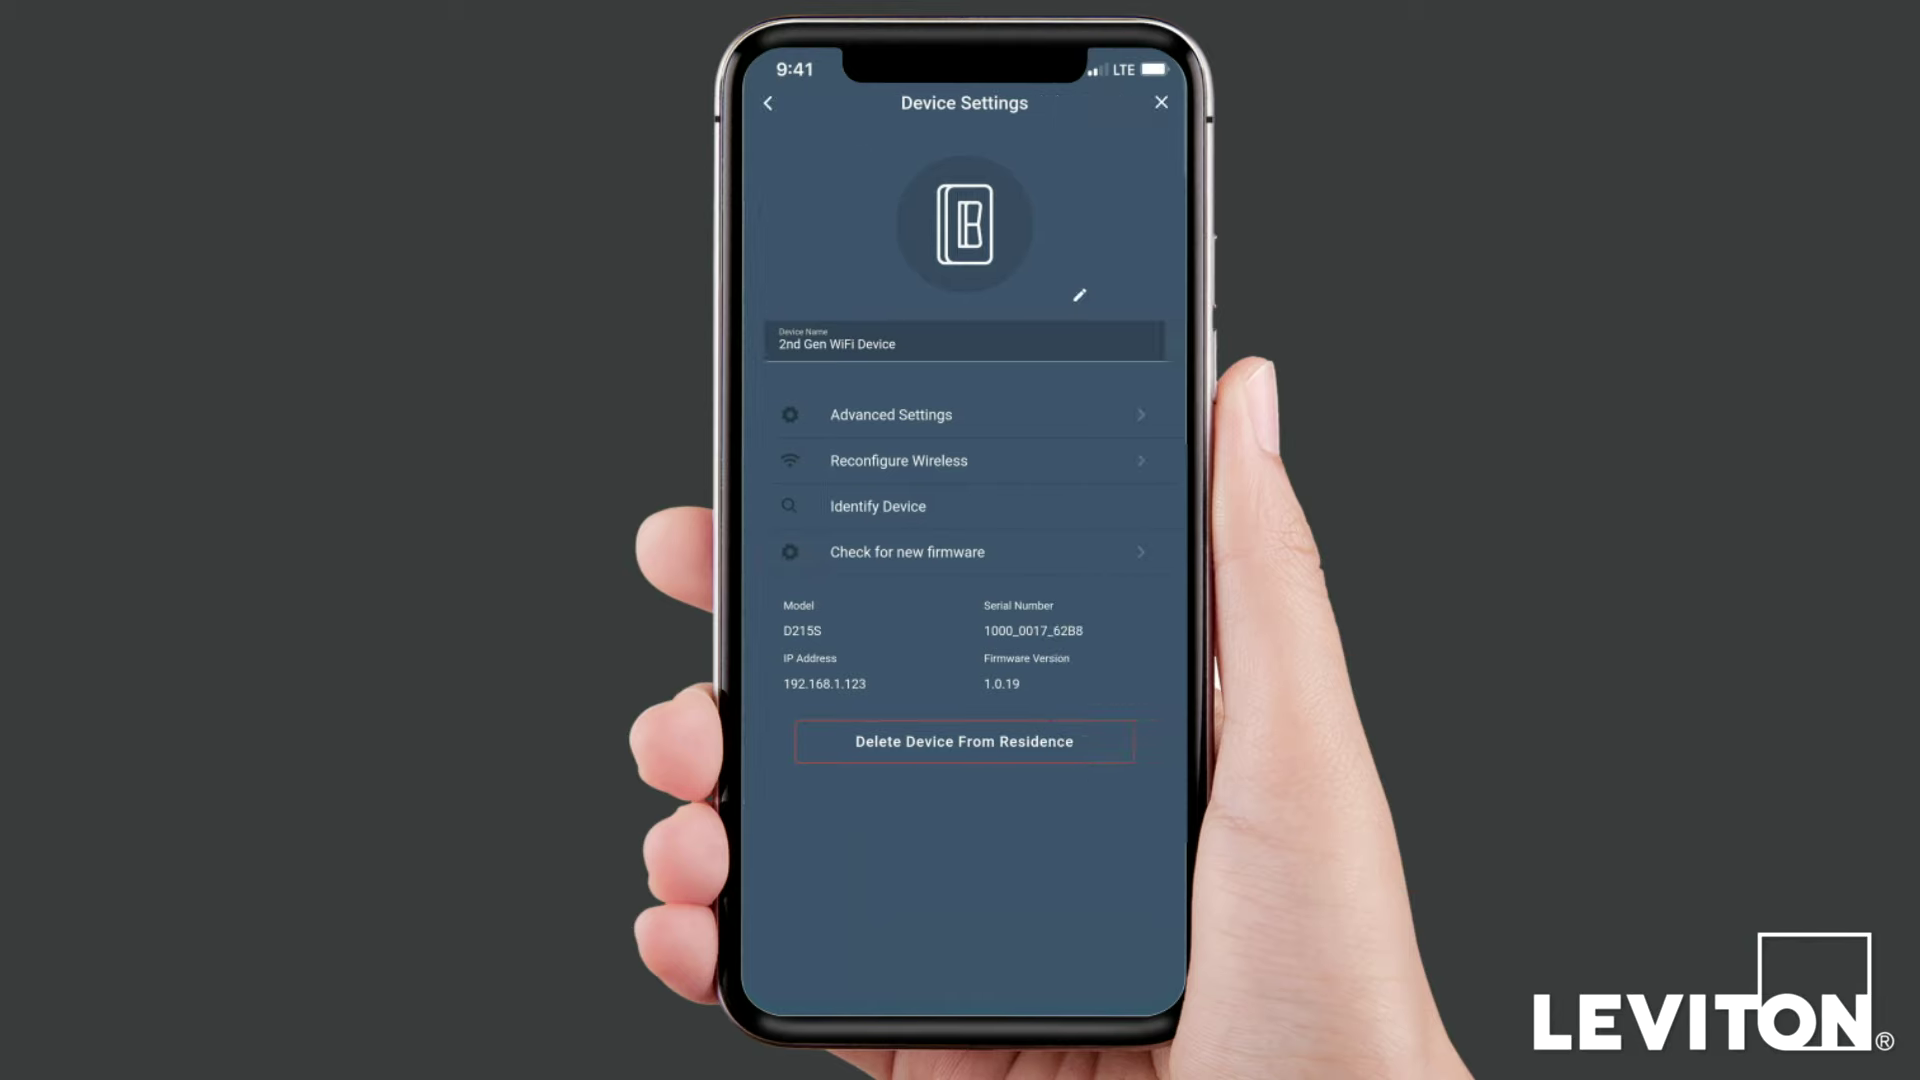 9:41
LTE
Device Settings
Device Name
2nd Gen WiFi Device
Advanced Settings
Reconfigure Wireless
Identify Device
Check for new firmware
Model
Serial Number
D215S
1000_0017_62B8
IP Address
Firmware Version
192.168.1.123
1.0.19
Delete Device From Residence
LEVITON®